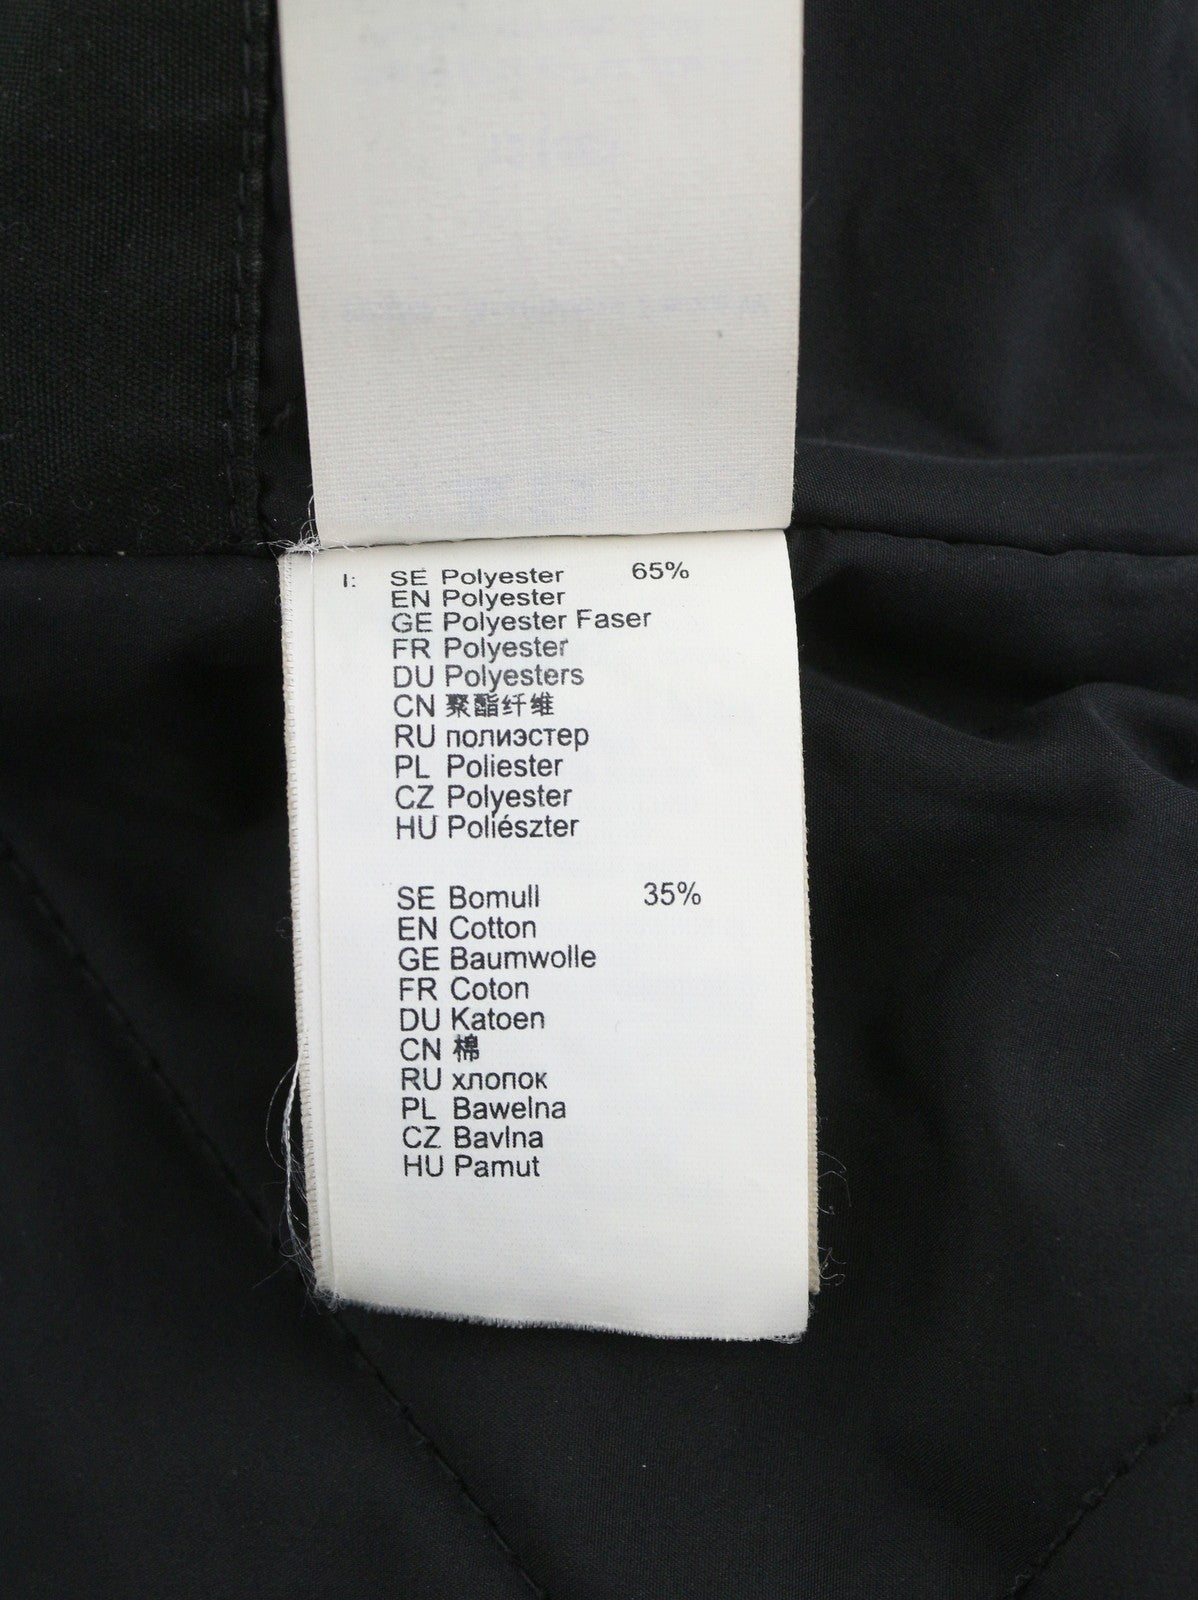 I: SE Polyester 65%
EN Polyester
GE Polyester Faser
FR Polyester
DU Polyesters
CN 聚酯纤维
RU полиэстер
PL Poliester
CZ Polyester
HU Poliészter
SE Bomull 35%
EN Cotton
GE Baumwolle
FR Coton
DU Katoen
CN 棉
RU хлопок
PL Bawelna
CZ Bavlna
HU Pamut